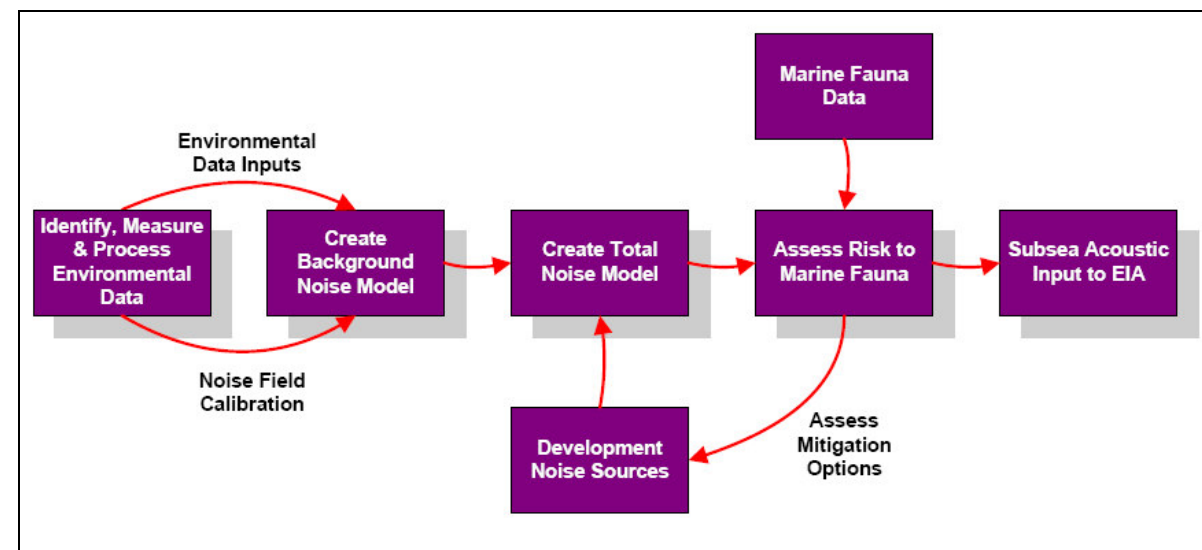 Marine Fauna
Data
Environmental
Data Inputs
Identify, Measure
& Process
Environmental
Data
Create
Background
Noise Model
Create Total
Noise Model
Assess Risk to
Marine Fauna
Subsea Acoustic
Input to EIA
Noise Field
Calibration
Development
Noise Sources
Assess
Mitigation
Options